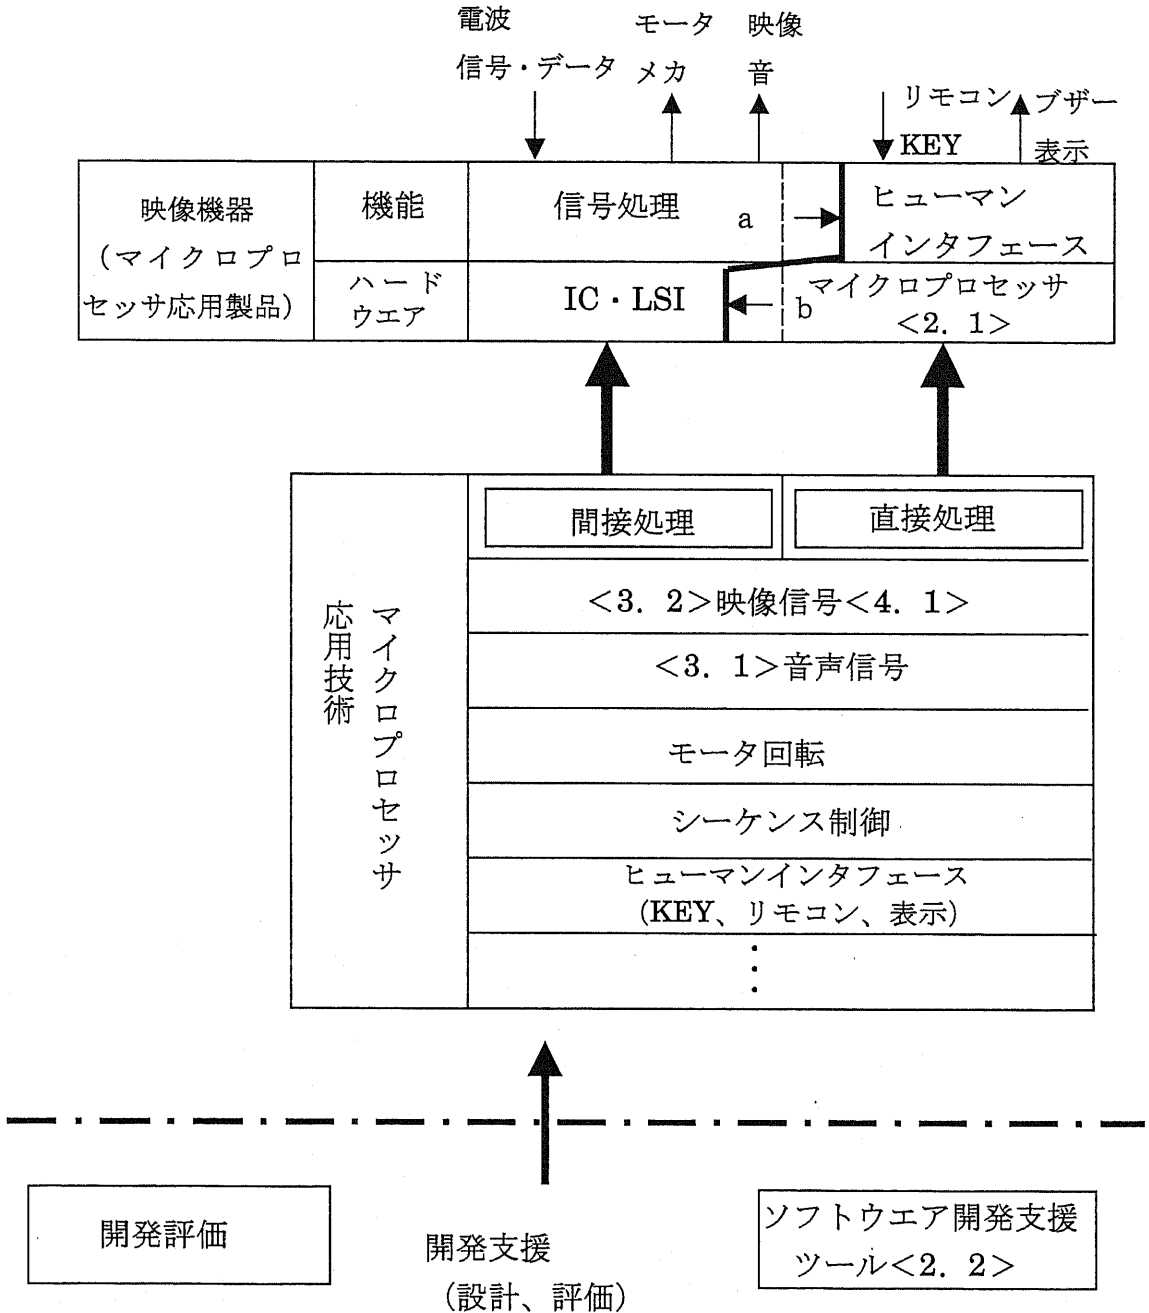 電波
信号・データ
モータ
メカ
映像
音
リモコン
KEY
ブザー
表示
映像機器
(マイクロプロ
セッサ応用製品)
機能
信号処理
a
ヒューマン
インタフェース
ハード
ウエア
IC・LSI
b
マイクロプロセッサ
<2. 1>
マイクロプロセッサ
応用技術
間接処理
直接処理
<3. 2>映像信号<4. 1>
<3. 1>音声信号
モータ回転
シーケンス制御
ヒューマンインタフェース
(KEY、リモコン、表示)
開発評価
開発支援
(設計、評価)
ソフトウエア開発支援
ツール<2. 2>